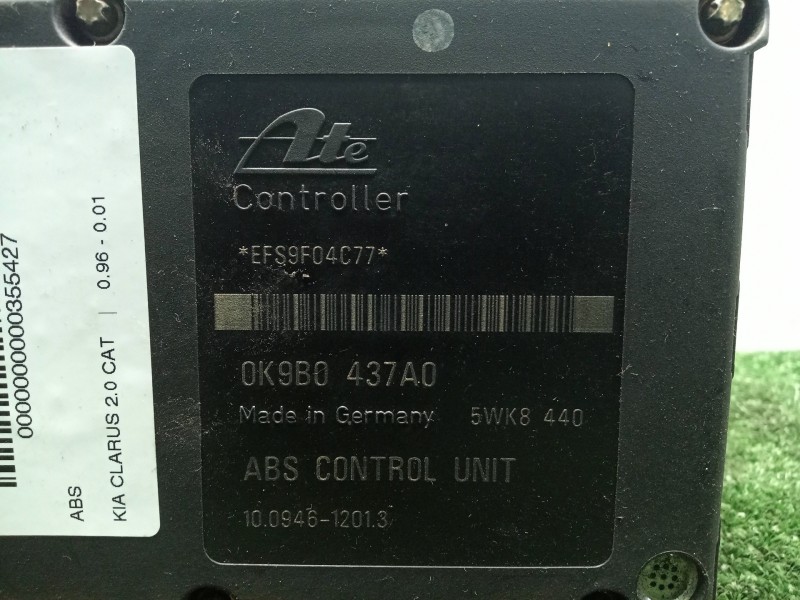 Ate
Controller
*EFS9F04C77*
0K9B0 437A0
Made in Germany 5WK8 440
ABS CONTROL UNIT
10.0946-1201.3
0000000000355427
ABS
KIA CLARUS 2.0 CAT | 0.96 - 0.01